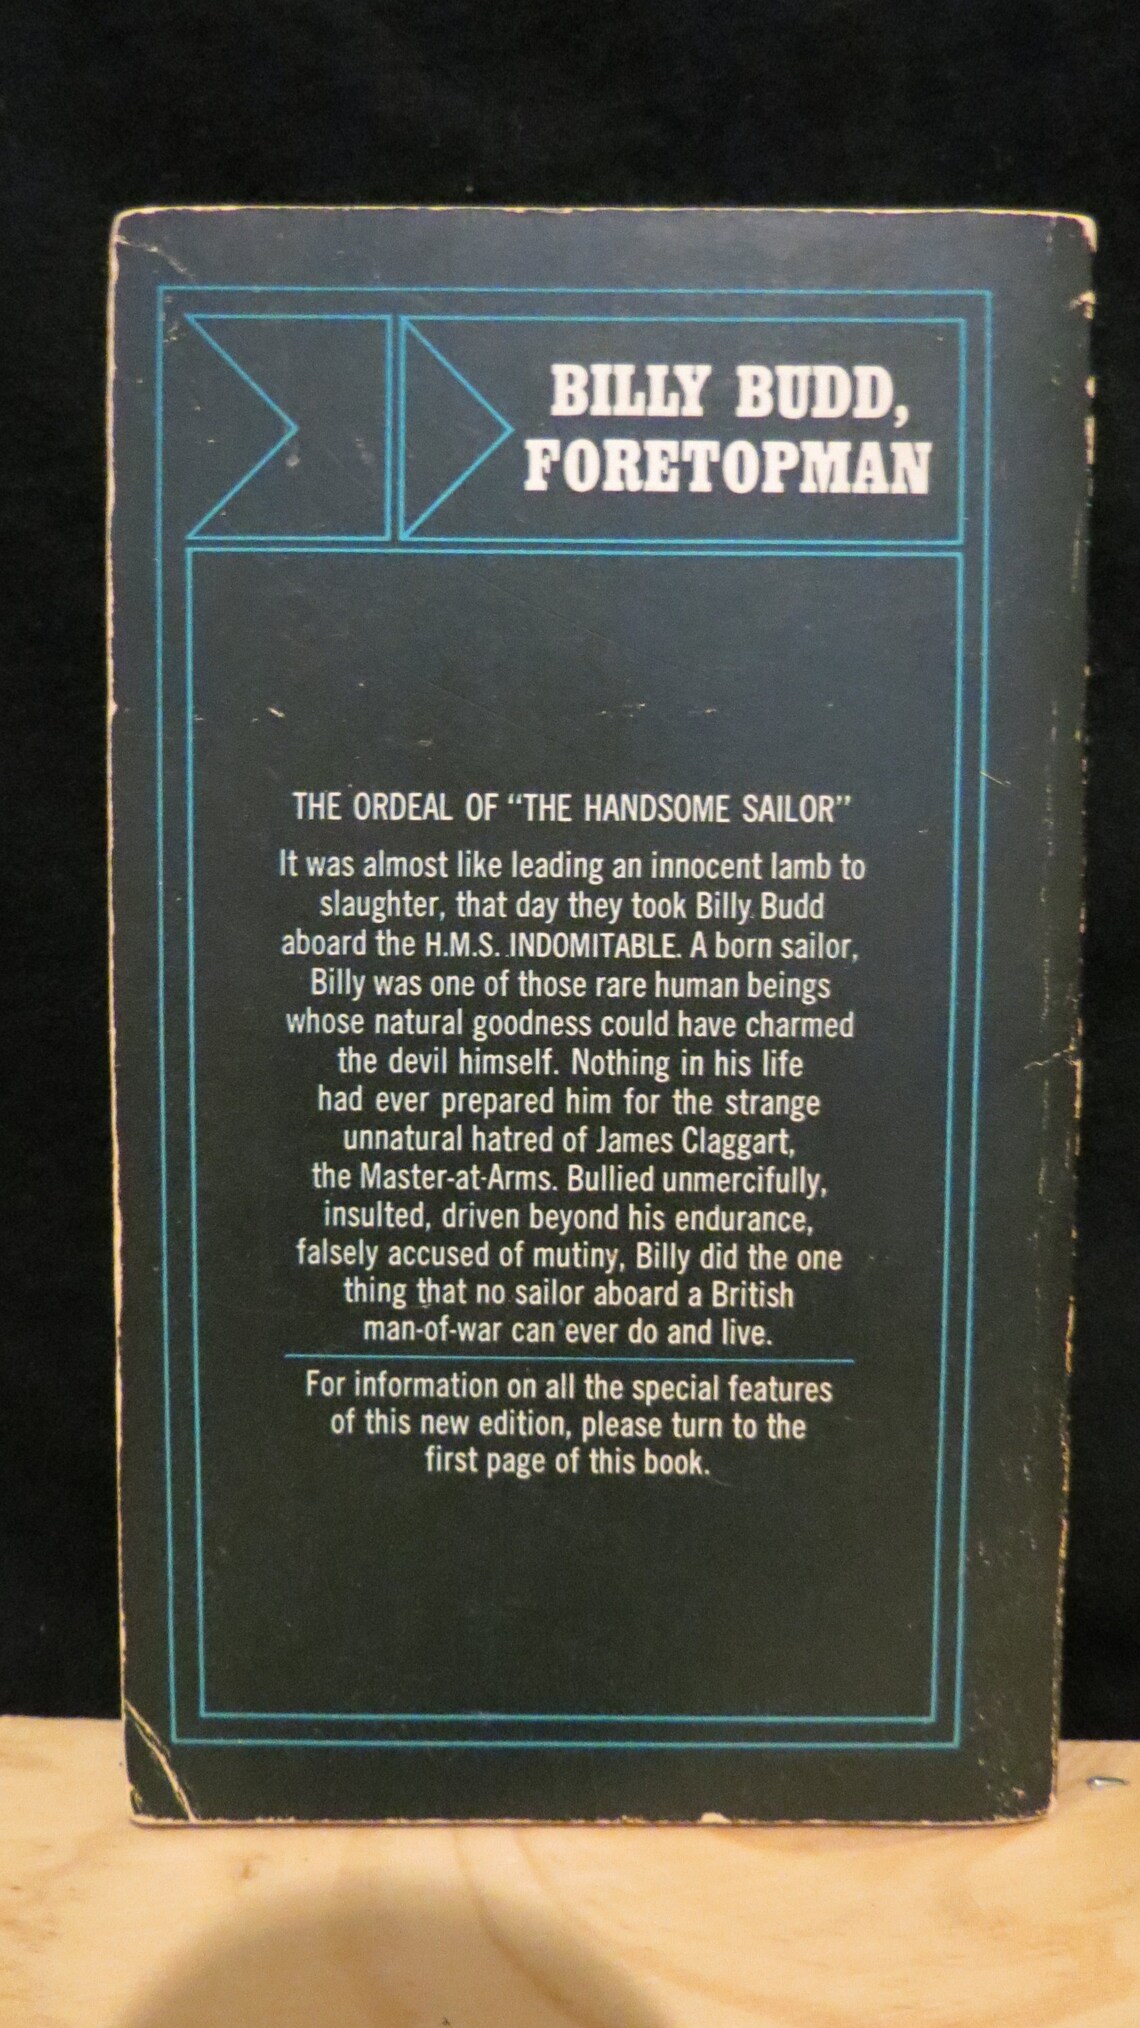 BILLY BUDD,
FORETOPMAN
THE ORDEAL OF “THE HANDSOME SAILOR”
It was almost like leading an innocent lamb to
slaughter, that day they took Billy Budd
aboard the H.M.S. INDOMITABLE. A born sailor,
Billy was one of those rare human beings
whose natural goodness could have charmed
the devil himself. Nothing in his life
had ever prepared him for the strange
unnatural hatred of James Claggart,
the Master-at-Arms. Bullied unmercifully,
insulted, driven beyond his endurance,
falsely accused of mutiny, Billy did the one
thing that no sailor aboard a British
man-of-war can ever do and live.
For information on all the special features
of this new edition, please turn to the
first page of this book.